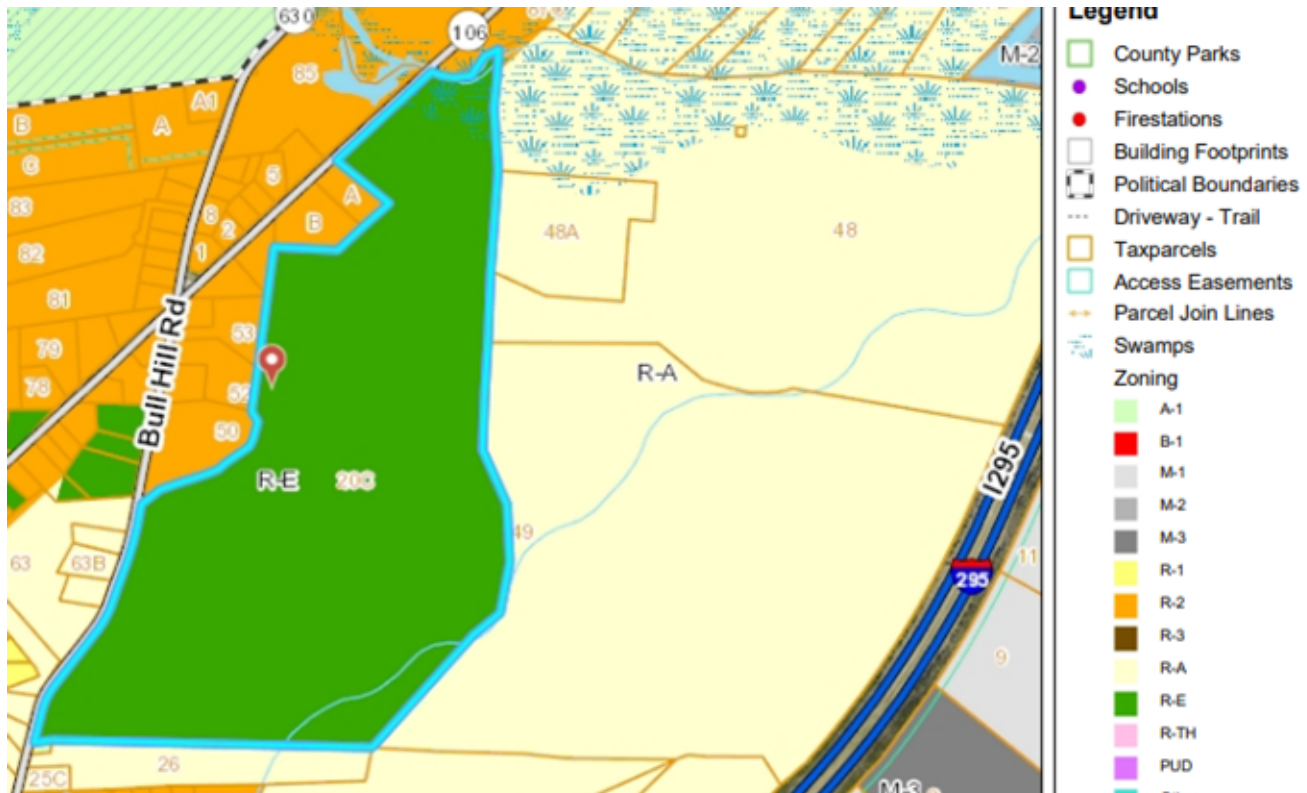 630
106
85
M-2
A1
B
A
C
5
A
83
8
B
2
48A
48
82
1
81
53
79
R-A
78
52
Bull Hill Rd
50
I295
R-E
20C
49
63
63B
11
295
9
26
25C
M-3
Legend
County Parks
Schools
Firestations
Building Footprints
Political Boundaries
Driveway - Trail
Taxparcels
Access Easements
Parcel Join Lines
Swamps
Zoning
A-1
B-1
M-1
M-2
M-3
R-1
R-2
R-3
R-A
R-E
R-TH
PUD